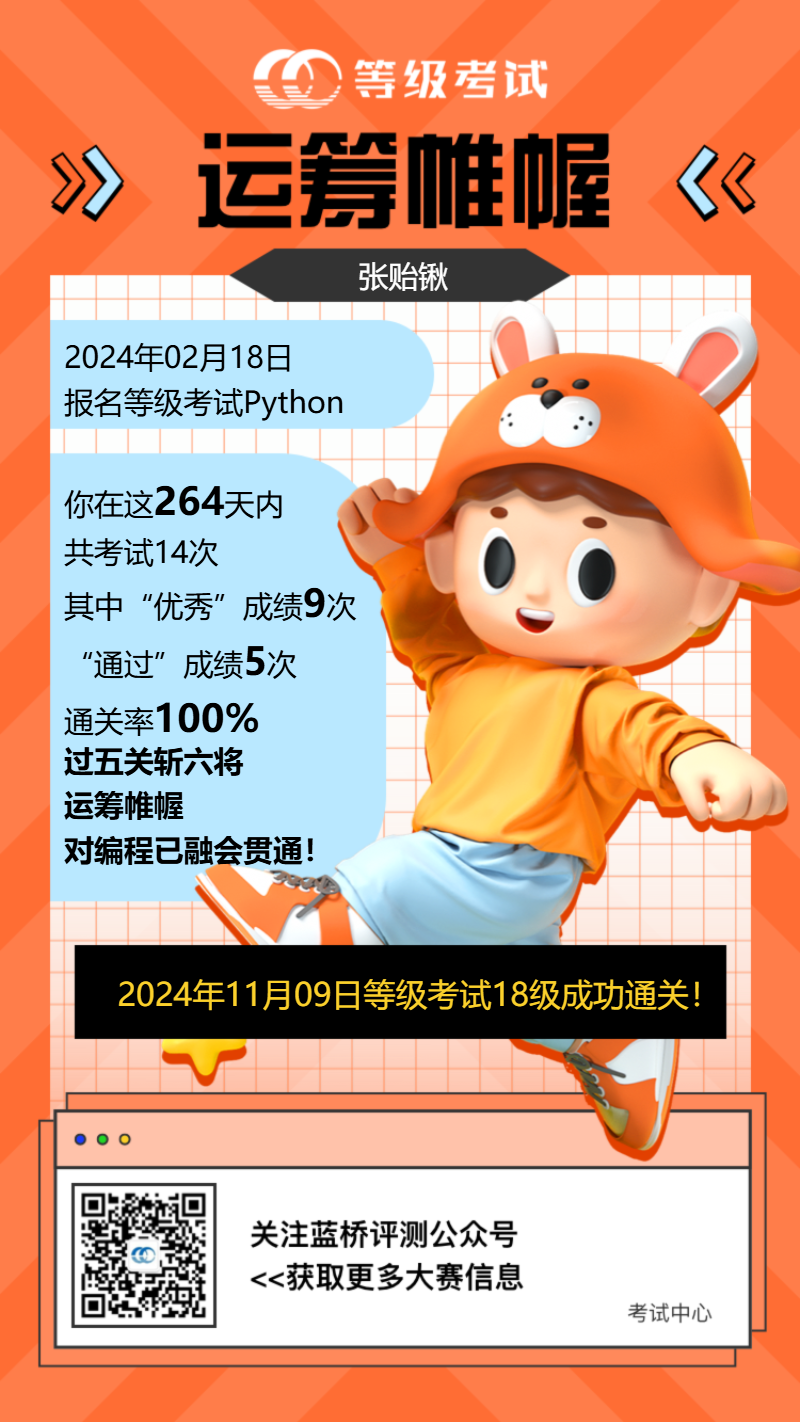 等级考试
运筹帷幄
张贻锹
2024年02月18日
报名等级考试Python
你在这264天内
共考试14次
其中“优秀”成绩9次
“通过”成绩5次
通关率100%
过五关斩六将
运筹帷幄
对编程已融会贯通！
2024年11月09日等级考试18级成功通关！
关注蓝桥评测公众号
<<获取更多大赛信息
考试中心